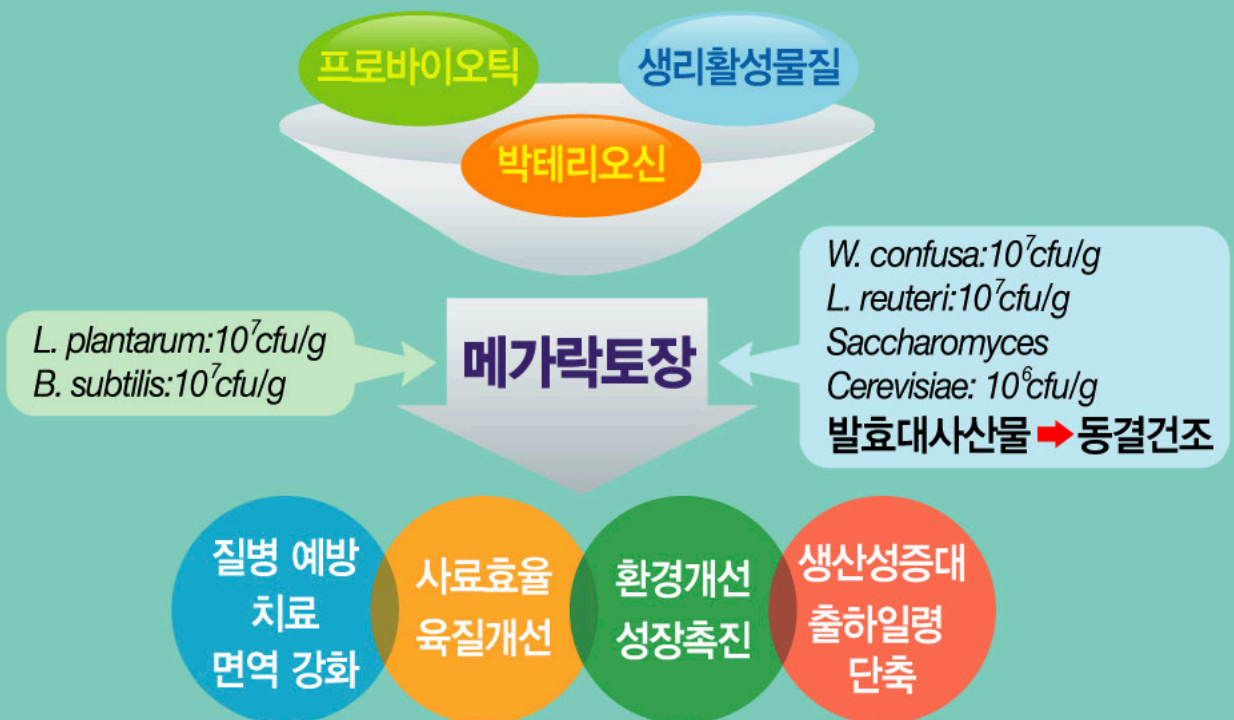 프로바이오틱
생리활성물질
박테리오신
L. plantarum:10⁷cfu/g
B. subtilis:10⁷cfu/g
메가락토장
W. confusa:10⁷cfu/g
L. reuteri:10⁷cfu/g
Saccharomyces
Cerevisiae: 10⁶cfu/g
발효대사산물 ➡ 동결건조
질병 예방
치료
면역 강화
사료효율
육질개선
환경개선
성장촉진
생산성증대
출하일령
단축